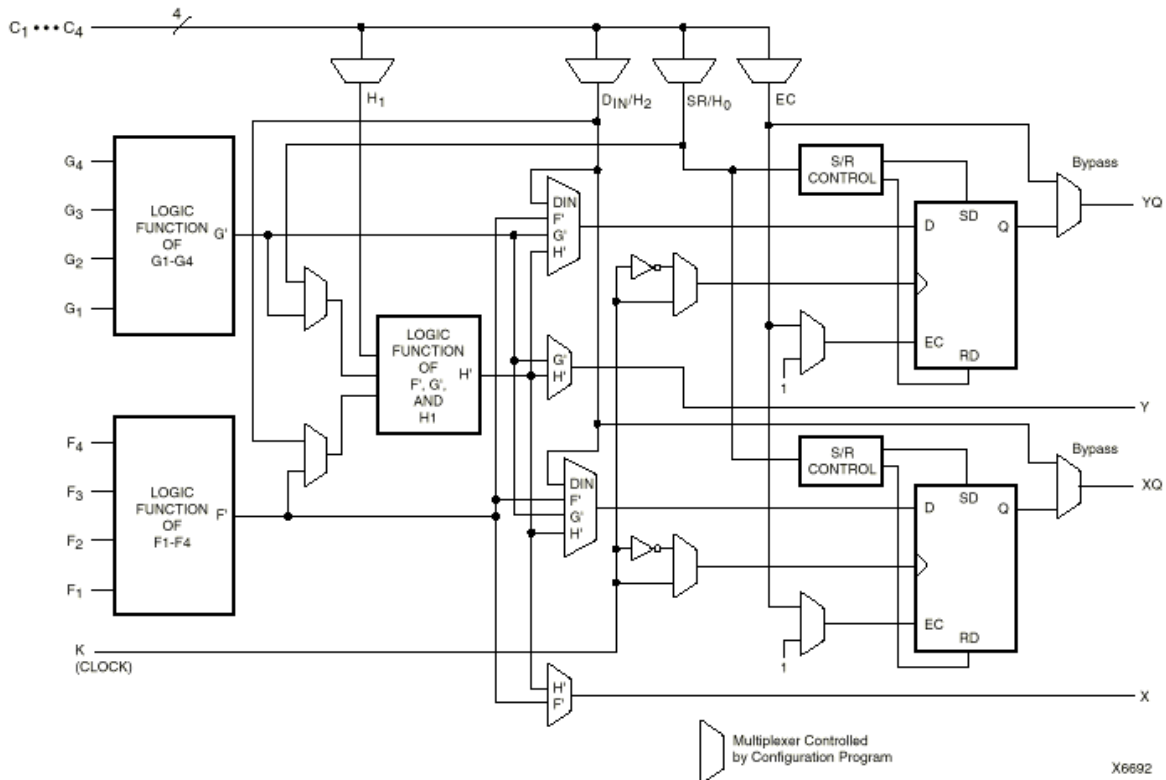 C1 • • • C4
4
H1
DIN/H2
SR/H0
EC
G4
G3
G2
G1
LOGIC
FUNCTION
OF
G1-G4
G'
S/R
CONTROL
Bypass
DIN
F'
G'
H'
D
SD
Q
YQ
EC
RD
1
LOGIC
FUNCTION
OF
F', G',
AND
H1
H'
G'
H'
Y
F4
F3
F2
F1
LOGIC
FUNCTION
OF
F1-F4
F'
S/R
CONTROL
Bypass
DIN
F'
G'
H'
D
SD
Q
XQ
EC
RD
1
K
(CLOCK)
H'
F'
X
Multiplexer Controlled
by Configuration Program
X6692